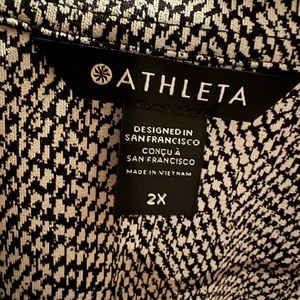 ATHLETA
DESIGNED IN
SAN FRANCISCO
CONÇU À
SAN FRANCISCO
MADE IN VIETNAM
2X